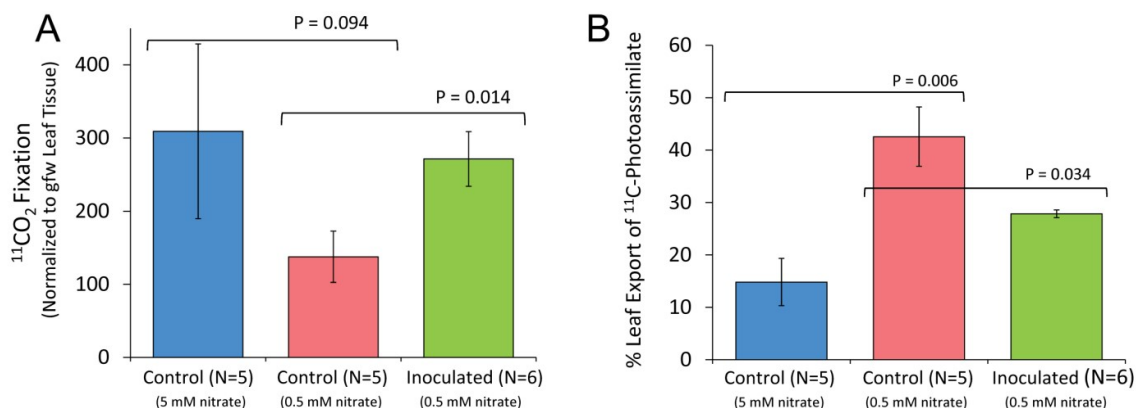 A
P = 0.094
P = 0.014
¹¹CO₂ Fixation
(Normalized to gfw Leaf Tissue)
400
300
200
100
0
Control (N=5)
(5 mM nitrate)
Control (N=5)
(0.5 mM nitrate)
Inoculated (N=6)
(0.5 mM nitrate)
B
P = 0.006
P = 0.034
% Leaf Export of ¹¹C-Photoassimilate
60
50
40
30
20
10
0
Control (N=5)
(5 mM nitrate)
Control (N=5)
(0.5 mM nitrate)
Inoculated (N=6)
(0.5 mM nitrate)